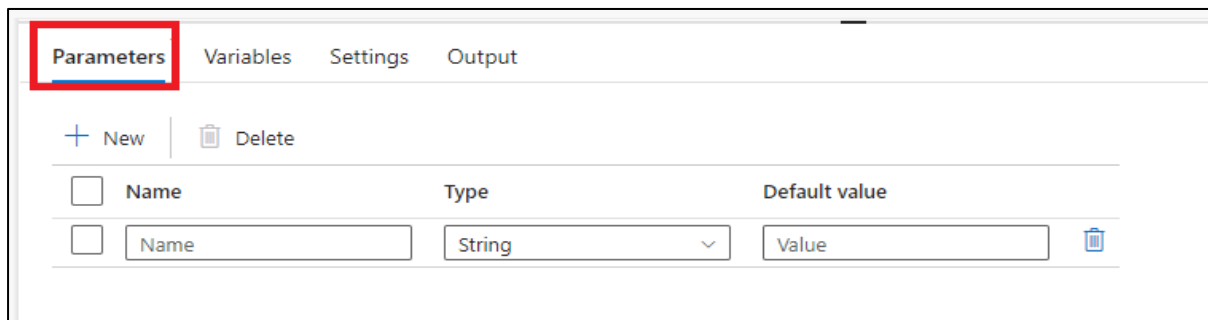 Parameters Variables Settings Output
New Delete
Name Type Default value
Name String Value